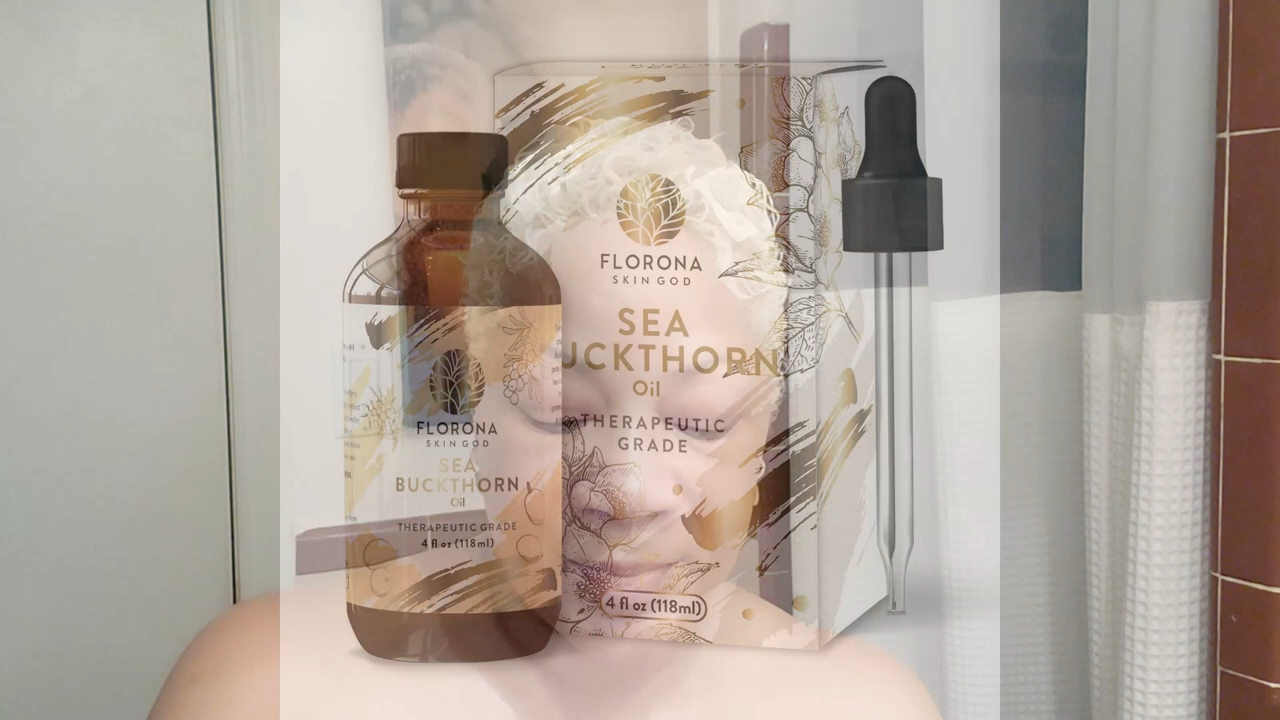 FLORONA
SKIN GOD
SEA
UCKTHORN
Oil
THERAPEUTIC
GRADE
4 fl oz (118ml)
FLORONA
SKIN GOD
SEA
BUCKTHORN
Oil
THERAPEUTIC GRADE
4 fl oz (118ml)